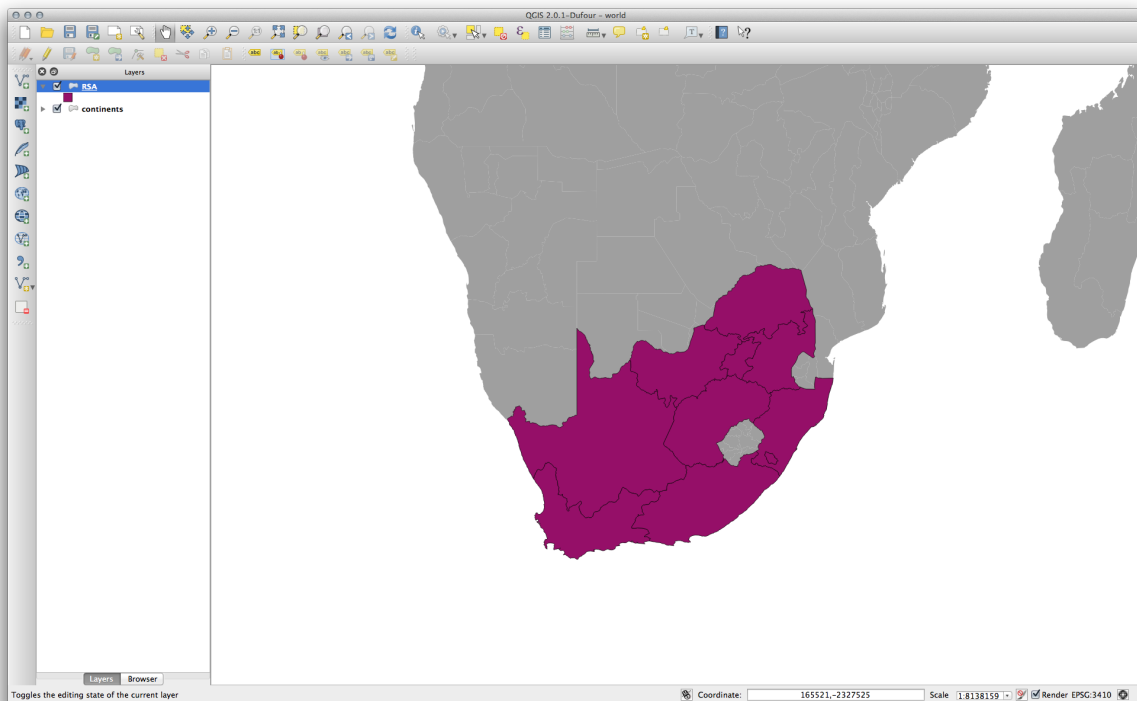 QGIS 2.0.1-Dufour - world
Layers
RSA
continents
Layers Browser
Toggles the editing state of the current layer
Coordinate: 165521,-2327525 Scale 1:8138159 Render EPSG:3410